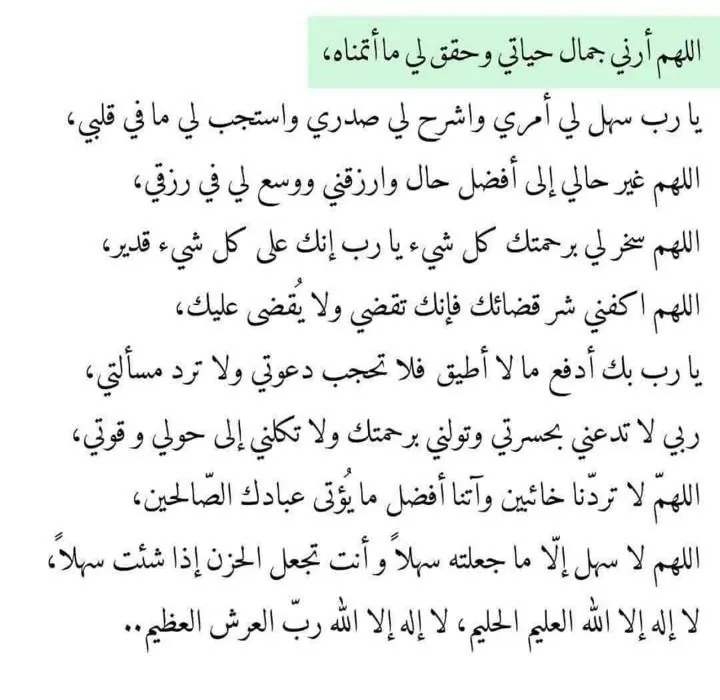 اللهم أرني جمال حياتي وحقق لي ما أتمناه،
يا رب سهل لي أمري واشرح لي صدري واستجب لي ما في قلبي،
اللهم غير حالي إلى أفضل حال وارزقني ووسع لي في رزقي،
اللهم سخر لي برحمتك كل شيء يا رب إنك على كل شيء قدير،
اللهم اكفني شر قضائك فإنك تقضي ولا يُقضى عليك،
يا رب بك أدفع ما لا أطيق فلا تحجب دعوتي ولا ترد مسألتي،
ربي لا تدعني بحسرتي وتولني برحمتك ولا تكلني إلى حولي و قوتي،
اللهمّ لا تردّنا خائبين وآتنا أفضل ما يُؤتى عبادك الصّالحين،
اللهم لا سهل إلّا ما جعلته سهلاً و أنت تجعل الحزن إذا شئت سهلاً،
لا إله إلا الله العليم الحليم، لا إله إلا الله ربّ العرش العظيم..